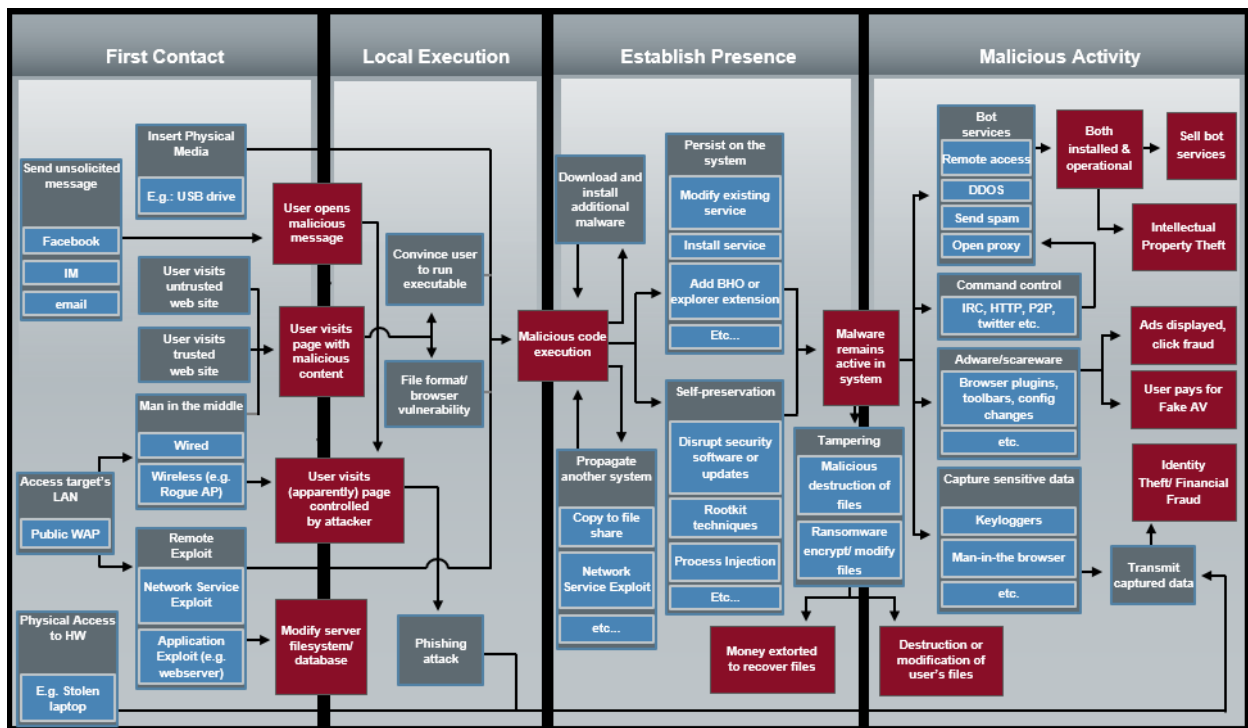 First Contact
Local Execution
Establish Presence
Malicious Activity
Send unsolicited
message
Facebook
IM
email
Insert Physical
Media
E.g.: USB drive
User visits
untrusted
web site
User visits
trusted
web site
Man in the middle
Wired
Wireless (e.g.
Rogue AP)
Access target's
LAN
Public WAP
Remote
Exploit
Network Service
Exploit
Application
Exploit (e.g.
webserver)
Physical Access
to HW
E.g. Stolen
laptop
User opens
malicious
message
User visits
page with
malicious
content
User visits
(apparently) page
controlled
by attacker
Modify server
filesystem/
database
Convince user
to run
executable
File format/
browser
vulnerability
Phishing
attack
Malicious code
execution
Download and
install
additional
malware
Propagate
another system
Copy to file
share
Network
Service Exploit
etc...
Persist on the
system
Modify existing
service
Install service
Add BHO or
explorer extension
Etc...
Self-preservation
Disrupt security
software or
updates
Rootkit
techniques
Process Injection
Etc...
Malware
remains
active in
system
Tampering
Malicious
destruction of
files
Ransomware
encrypt/ modify
files
Money extorted
to recover files
Destruction or
modification of
user's files
Bot
services
Remote access
DDOS
Send spam
Open proxy
Command control
IRC, HTTP, P2P,
twitter etc.
Adware/scareware
Browser plugins,
toolbars, config
changes
etc.
Capture sensitive data
Keyloggers
Man-in-the browser
etc.
Both
installed &
operational
Sell bot
services
Intellectual
Property Theft
Ads displayed,
click fraud
User pays for
Fake AV
Identity
Theft/ Financial
Fraud
Transmit
captured data